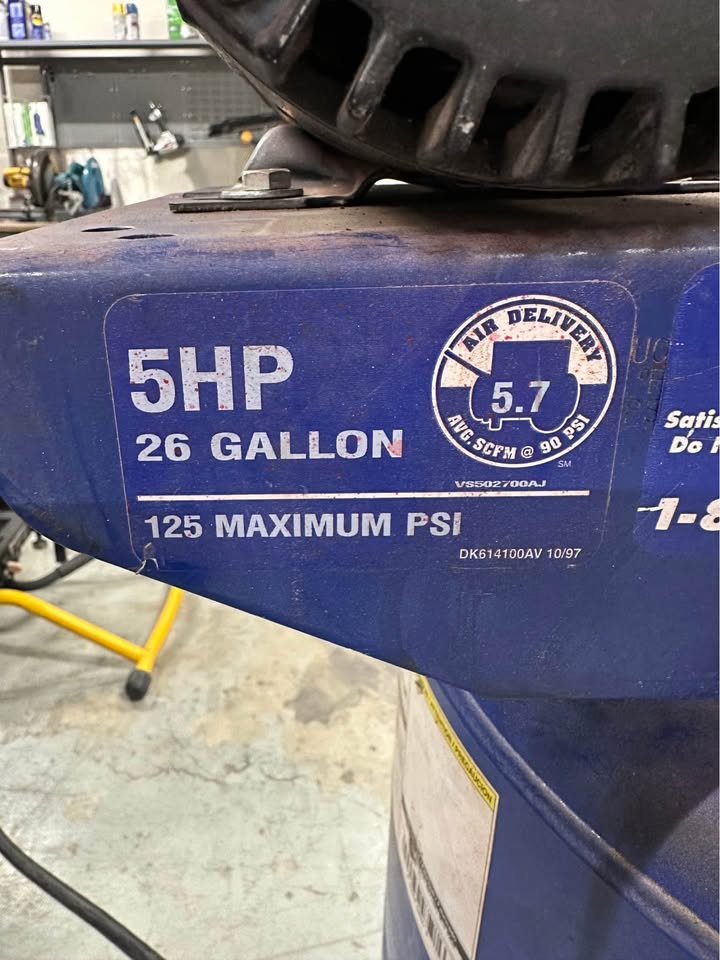 5HP
26 GALLON
125 MAXIMUM PSI
AIR DELIVERY
5.7
AVG. SCFM @ 90 PSI
SM
VS502700AJ
DK614100AV 10/97
Satis
Do
1-8